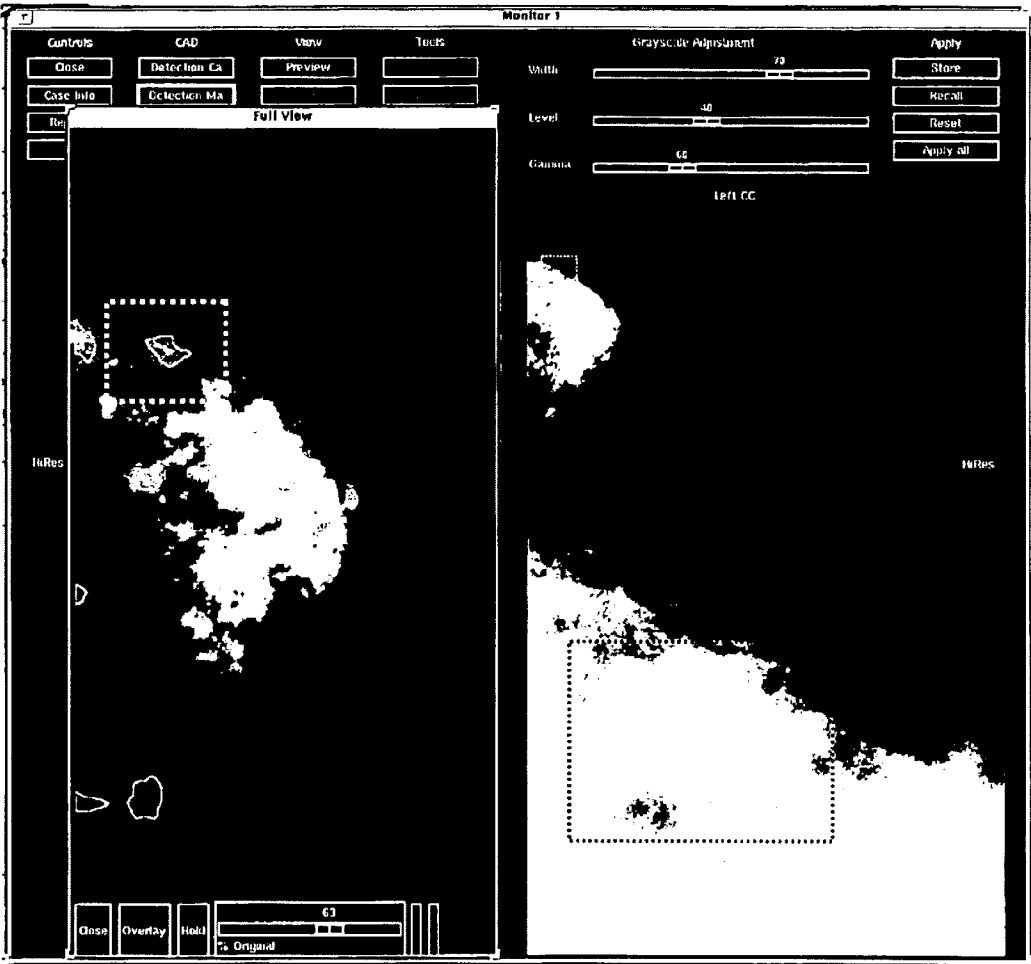 Monitor 1
Controls CAD View Tools
Close Detection Ca Preview
Case Info Detection Ma
Full View
Grayscale Adjustment
Width 70
Level 40
Gamma 60
Apply
Store
Recall
Reset
Apply all
Left CC
HiRes
HiRes
Close Overlay Hold
63
% Original